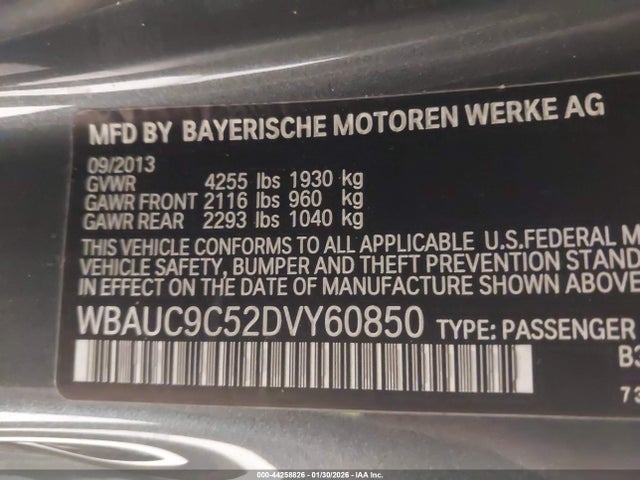 MFD BY BAYERISCHE MOTOREN WERKE AG
09/2013
GVWR 4255 lbs 1930 kg
GAWR FRONT 2116 lbs 960 kg
GAWR REAR 2293 lbs 1040 kg
THIS VEHICLE CONFORMS TO ALL APPLICABLE U.S.FEDERAL M
VEHICLE SAFETY, BUMPER AND THEFT PREVENTION STAND
IN EFFECT ON THE DATE OF MANUFACTURE SHOWN ABOVE.
WBAUC9C52DVY60850 TYPE: PASSENGER
B3
73
000-44258826 - 01/30/2026 - IAA Inc.